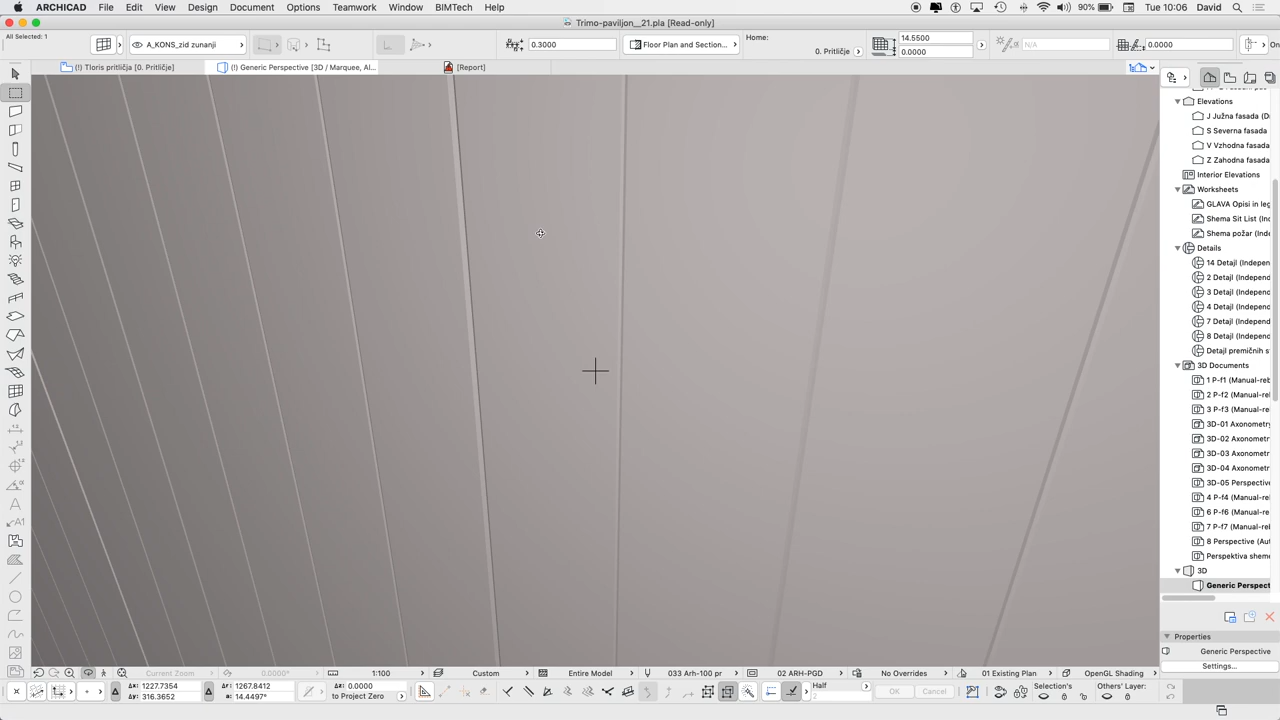 ARCHICAD File Edit View Design Document Options Teamwork Window BIMTech Help 90% Tue 10:06 David
Trimo-paviljon__21.pla [Read-only]
All Selected: 1
A_KONS_zid zunanji
0.3000
Floor Plan and Section...
Home:
0. Pritličje
14.5500
0.0000
N/A
0.0000
On
(!) Tloris pritličja [0. Pritličje]
(!) Generic Perspective [3D / Marquee, Al...
[Report]
Elevations
J Južna fasada (D
S Severna fasada
V Vzhodna fasada
Z Zahodna fasada
Interior Elevations
Worksheets
GLAVA Opisi in leg
Shema Sit List (Ind
Shema požar (Ind
Details
14 Detajl (Indepen
2 Detajl (Independ
3 Detajl (Independ
4 Detajl (Independ
7 Detajl (Independ
8 Detajl (Independ
Detajl premičnih s
3D Documents
1 P-f1 (Manual-reb
2 P-f2 (Manual-re
3 P-f3 (Manual-re
3D-01 Axonometry
3D-02 Axonometr
3D-03 Axonometr
3D-04 Axonometr
3D-05 Perspective
4 P-f4 (Manual-re
6 P-f6 (Manual-re
7 P-f7 (Manual-re
8 Perspective (Aut
Perspektiva sheme
3D
Generic Perspect
Properties
Generic Perspective
Settings...
Current Zoom 0.0000° 1:100 Custom Entire Model 033 Arh-100 pr 02 ARH-PGD No Overrides 01 Existing Plan OpenGL Shading
Δx: 1227.7354
Δy: 316.3652
Δr: 1267.8412
a: 14.4497°
Δz: 0.0000
to Project Zero
Half
2
OK Cancel
Selection's
Others' Layer: